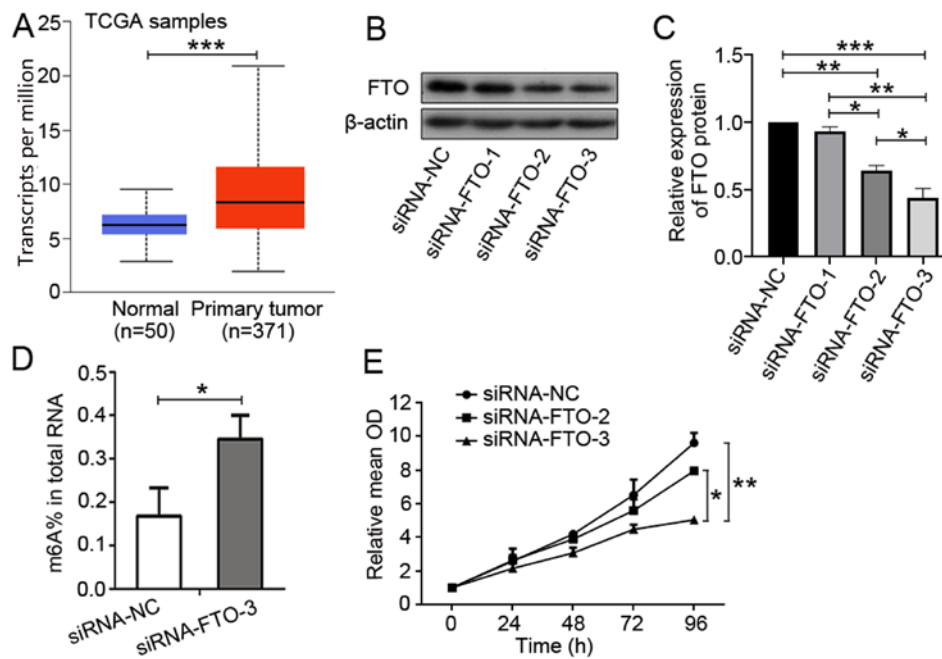 A
TCGA samples
***
Transcripts per million
25
20
15
10
5
0
Normal
(n=50)
Primary tumor
(n=371)
B
FTO
β-actin
siRNA-NC
siRNA-FTO-1
siRNA-FTO-2
siRNA-FTO-3
C
***
**
**
*
*
Relative expression
of FTO protein
1.0
0.5
0.0
siRNA-NC
siRNA-FTO-1
siRNA-FTO-2
siRNA-FTO-3
D
m6A% in total RNA
0.5
0.4
0.3
0.2
0.1
0.0
*
siRNA-NC
siRNA-FTO-3
E
siRNA-NC
siRNA-FTO-2
siRNA-FTO-3
Relative mean OD
12
10
8
6
4
2
0
*
**
0 24 48 72 96
Time (h)